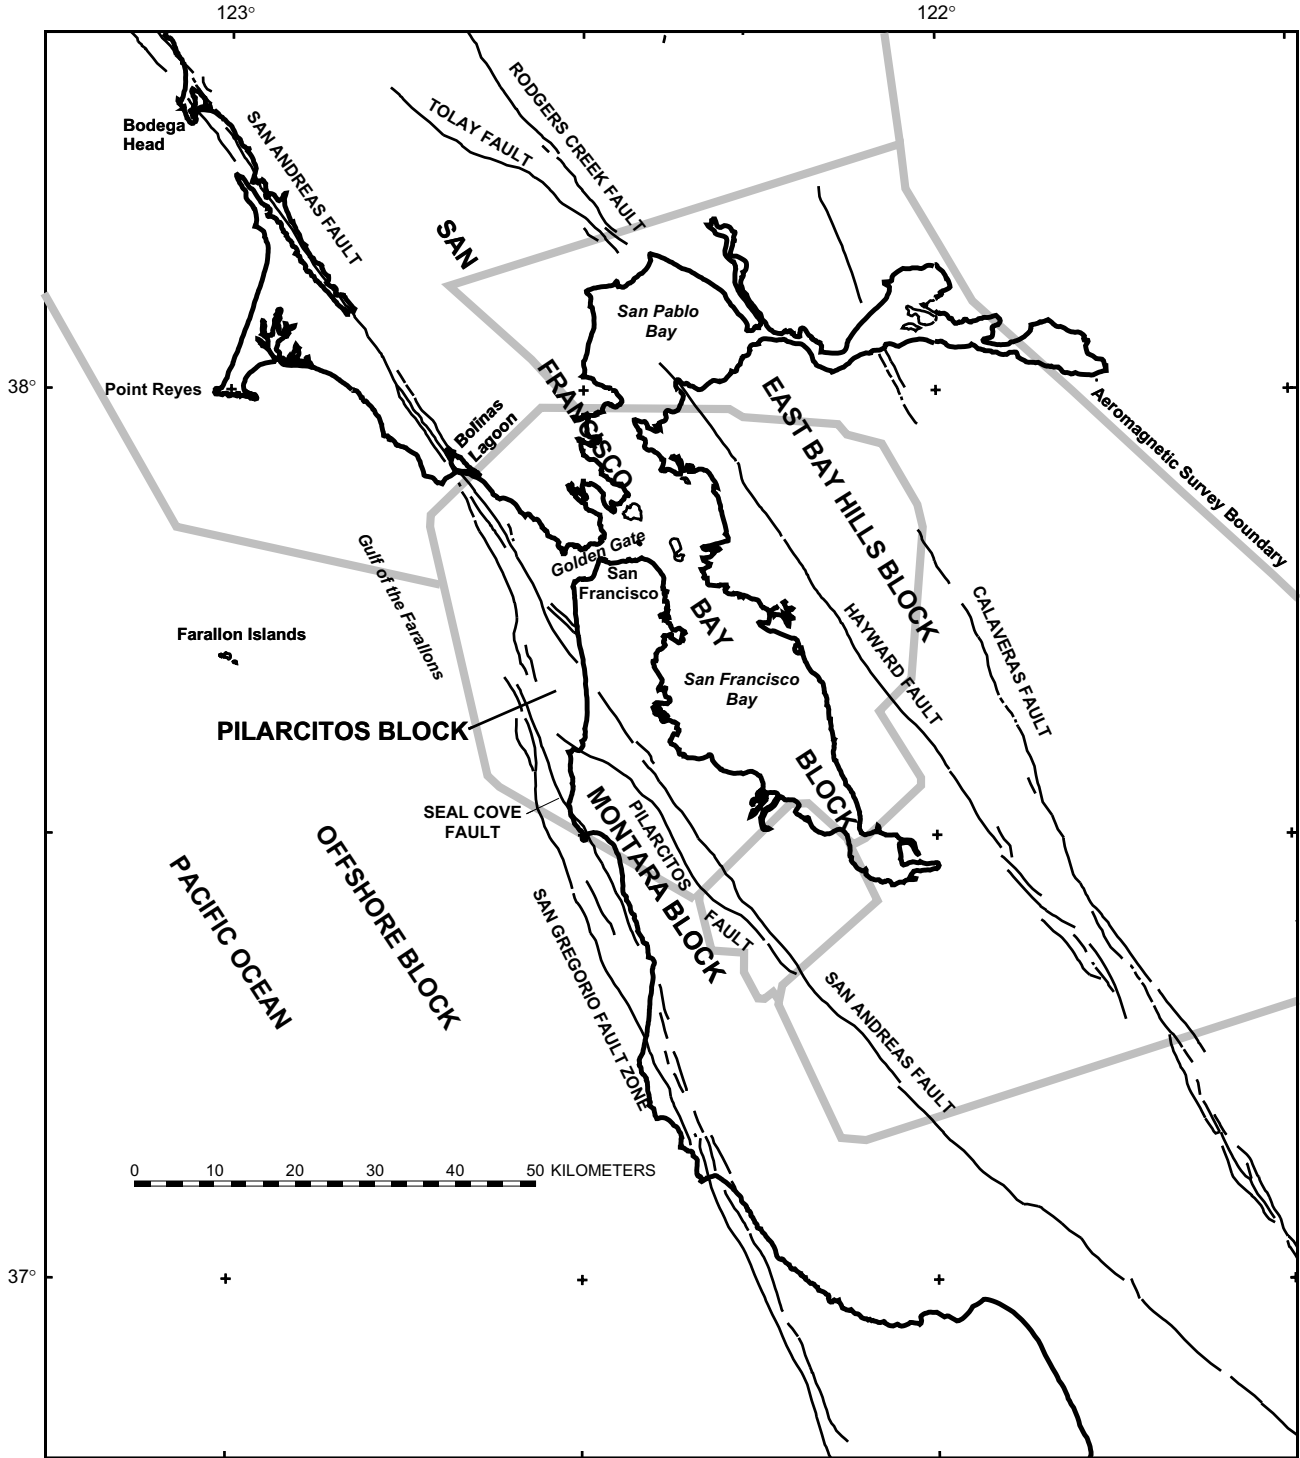 123°
122°
RODGERS CREEK FAULT
TOLAY FAULT
Bodega
Head
SAN ANDREAS FAULT
SAN
San Pablo
Bay
38°
Point Reyes
FRANCISCO
EAST BAY HILLS BLOCK
Aeromagnetic Survey Boundary
Bolinas
Lagoon
Gulf of the Farallons
Golden Gate
San
Francisco
BAY
HAYWARD FAULT
CALAVERAS FAULT
Farallon Islands
San Francisco
Bay
PILARCITOS BLOCK
BLOCK
SEAL COVE
FAULT
MONTARA BLOCK
PILARCITOS
FAULT
OFFSHORE BLOCK
PACIFIC OCEAN
SAN GREGORIO FAULT ZONE
SAN ANDREAS FAULT
0 10 20 30 40 50 KILOMETERS
37°